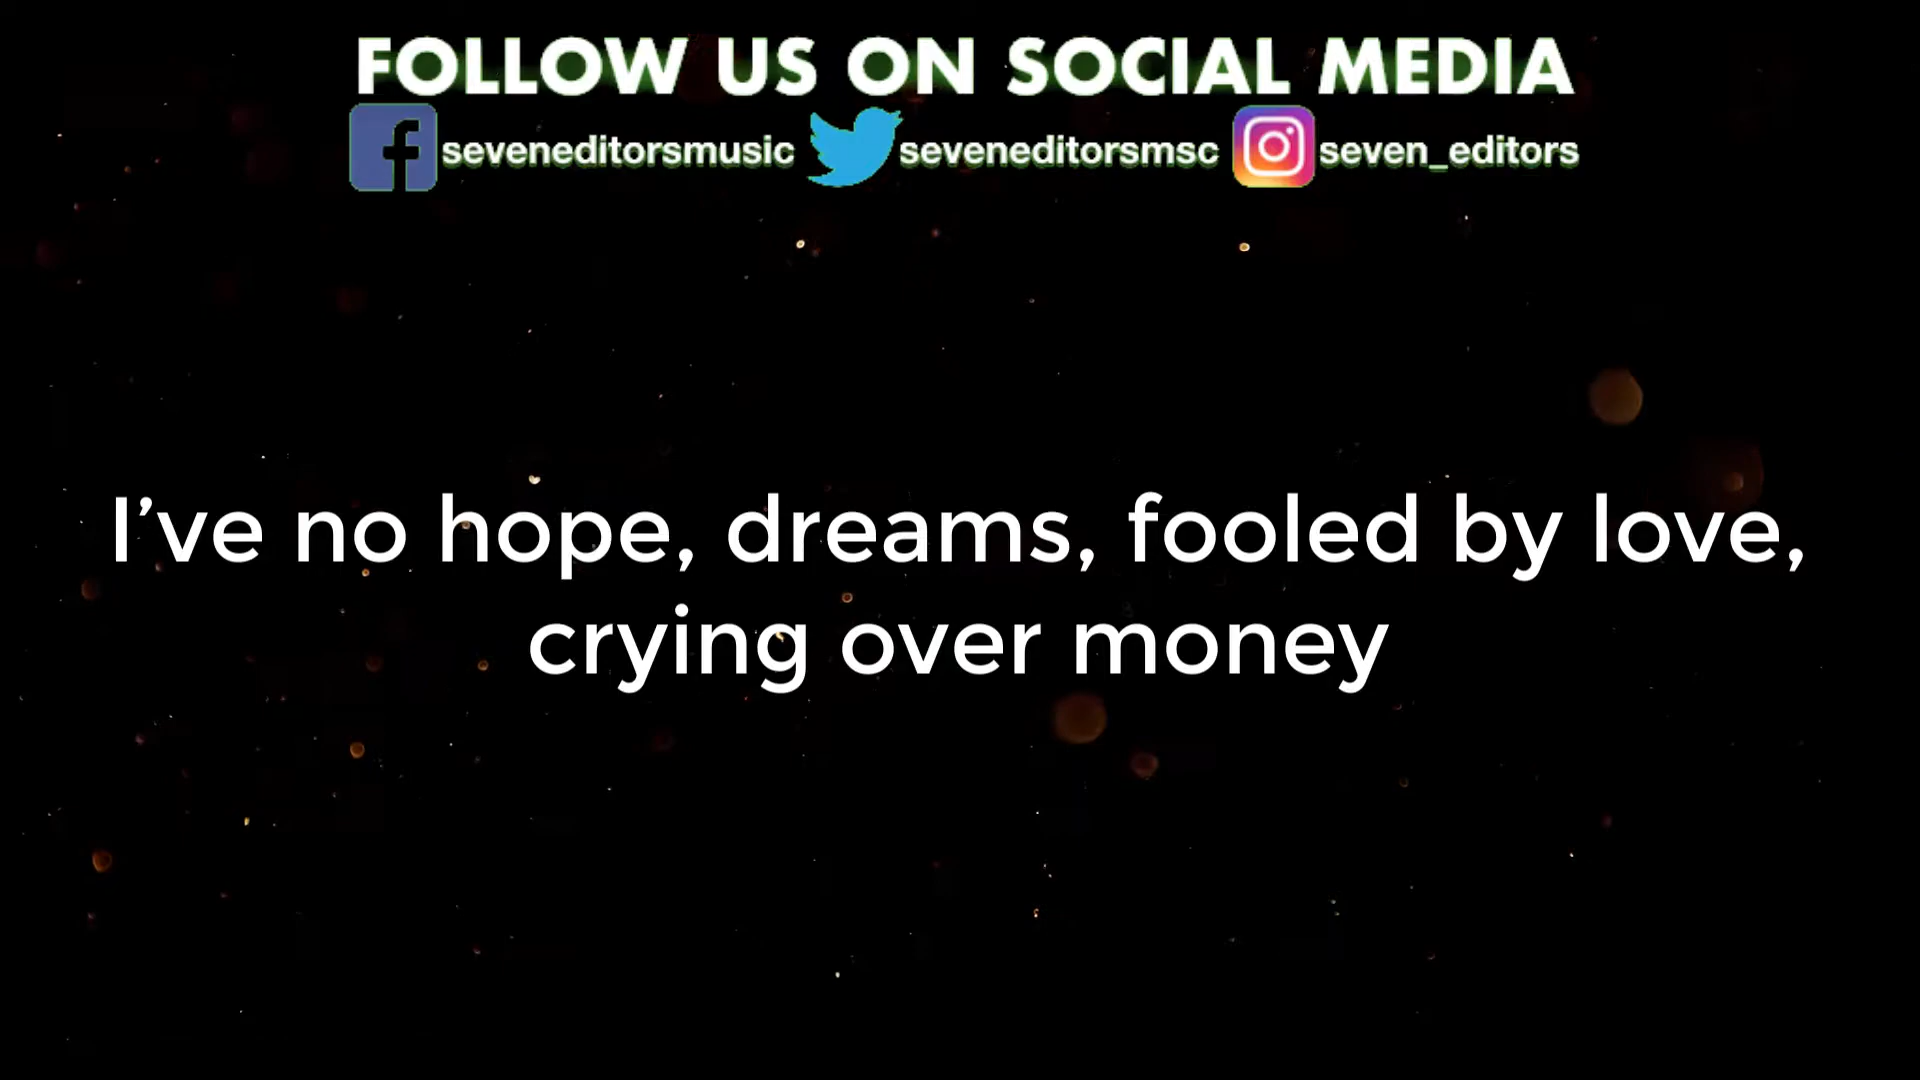 FOLLOW US ON SOCIAL MEDIA
seveneditorsmusic seveneditorsmsc seven_editors
I’ve no hope, dreams, fooled by love,
crying over money